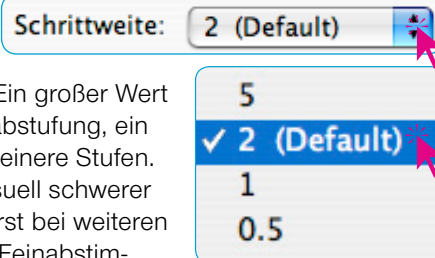 Schrittweite: 2 (Default)
Ein großer Wert
abstufung, ein
einere Stufen.
suell schwerer
rst bei weiteren
Feinabstim-
5
✓ 2 (Default)
1
0.5